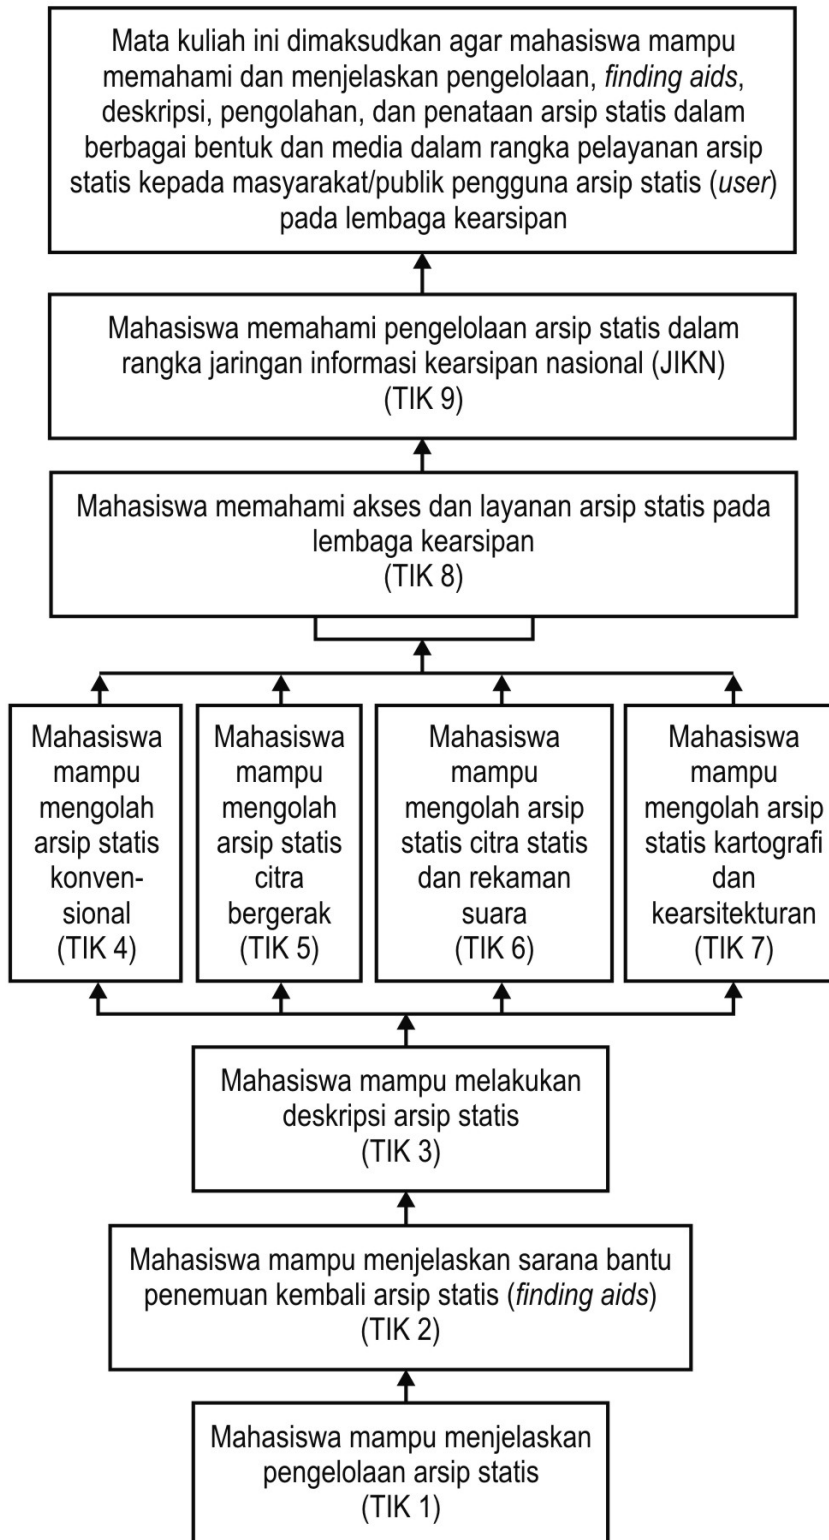 Mata kuliah ini dimaksudkan agar mahasiswa mampu
memahami dan menjelaskan pengelolaan, finding aids,
deskripsi, pengolahan, dan penataan arsip statis dalam
berbagai bentuk dan media dalam rangka pelayanan arsip
statis kepada masyarakat/publik pengguna arsip statis (user)
pada lembaga kearsipan
Mahasiswa memahami pengelolaan arsip statis dalam
rangka jaringan informasi kearsipan nasional (JIKN)
(TIK 9)
Mahasiswa memahami akses dan layanan arsip statis pada
lembaga kearsipan
(TIK 8)
Mahasiswa
mampu
mengolah
arsip statis
konven-
sional
(TIK 4)
Mahasiswa
mampu
mengolah
arsip statis
citra
bergerak
(TIK 5)
Mahasiswa
mampu
mengolah arsip
statis citra statis
dan rekaman
suara
(TIK 6)
Mahasiswa
mampu
mengolah arsip
statis kartografi
dan
kearsitekturan
(TIK 7)
Mahasiswa mampu melakukan
deskripsi arsip statis
(TIK 3)
Mahasiswa mampu menjelaskan sarana bantu
penemuan kembali arsip statis (finding aids)
(TIK 2)
Mahasiswa mampu menjelaskan
pengelolaan arsip statis
(TIK 1)